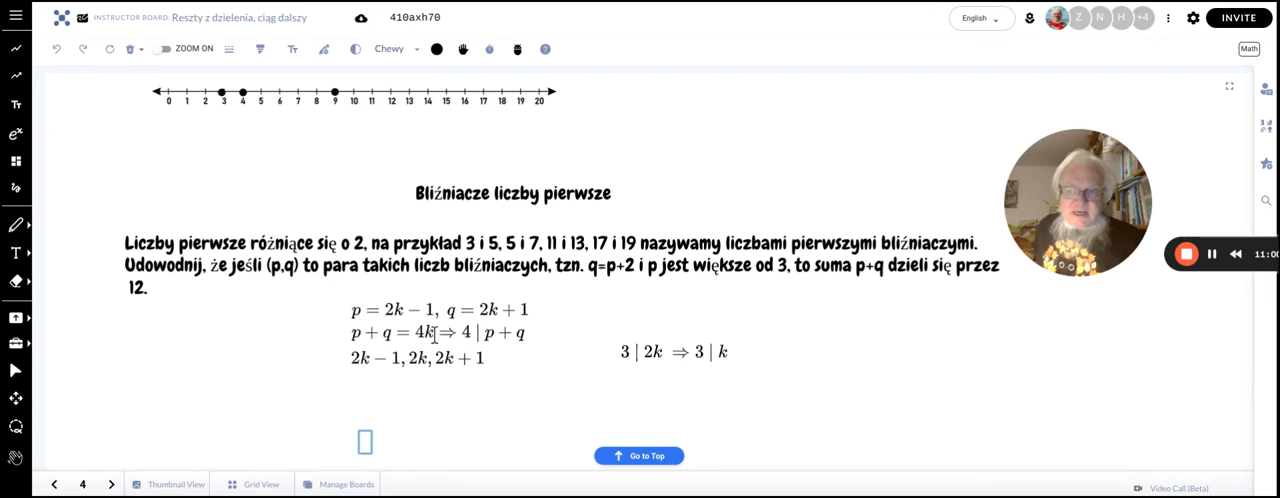 INSTRUCTOR BOARD: Reszty z dzielenia, ciąg dalszy
410axh70
English
Z N H +4
INVITE
ZOOM ON
Chewy
Math
0 1 2 3 4 5 6 7 8 9 10 11 12 13 14 15 16 17 18 19 20
Bliźniacze liczby pierwsze
Liczby pierwsze różniące się o 2, na przykład 3 i 5, 5 i 7, 11 i 13, 17 i 19 nazywamy liczbami pierwszymi bliźniaczymi.
Udowodnij, że jeśli (p,q) to para takich liczb bliźniaczych, tzn. q=p+2 i p jest większe od 3, to suma p+q dzieli się przez
12.
p = 2k − 1, q = 2k + 1
p + q = 4k ⇒ 4 | p + q
2k − 1, 2k, 2k + 1
3 | 2k ⇒ 3 | k
11:00
Go to Top
4
Thumbnail View
Grid View
Manage Boards
Video Call (Beta)